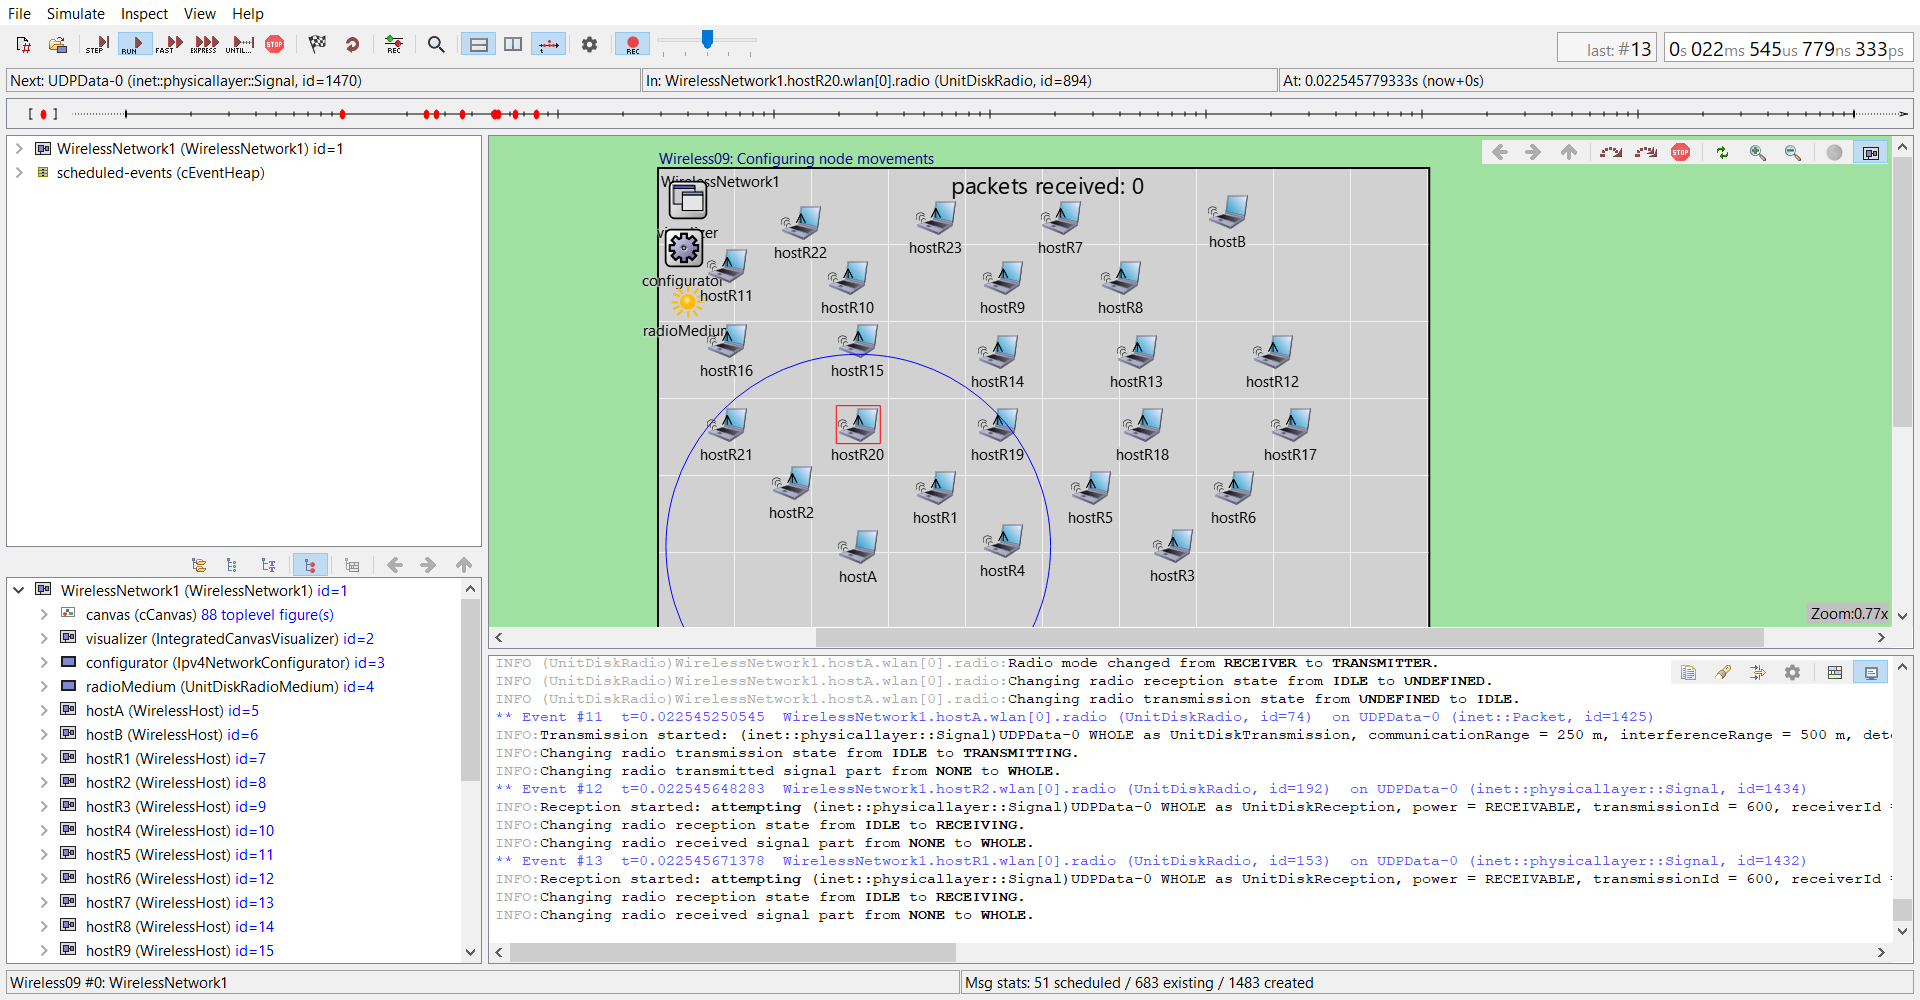 File Simulate Inspect View Help
STEP RUN FAST EXPRESS UNTIL... STOP REC REC
last: #13 0s 022ms 545us 779ns 333ps
Next: UDPData-0 (inet::physicallayer::Signal, id=1470) In: WirelessNetwork1.hostR20.wlan[0].radio (UnitDiskRadio, id=894) At: 0.022545779333s (now+0s)
WirelessNetwork1 (WirelessNetwork1) id=1
scheduled-events (cEventHeap)
WirelessNetwork1 (WirelessNetwork1) id=1
canvas (cCanvas) 88 toplevel figure(s)
visualizer (IntegratedCanvasVisualizer) id=2
configurator (Ipv4NetworkConfigurator) id=3
radioMedium (UnitDiskRadioMedium) id=4
hostA (WirelessHost) id=5
hostB (WirelessHost) id=6
hostR1 (WirelessHost) id=7
hostR2 (WirelessHost) id=8
hostR3 (WirelessHost) id=9
hostR4 (WirelessHost) id=10
hostR5 (WirelessHost) id=11
hostR6 (WirelessHost) id=12
hostR7 (WirelessHost) id=13
hostR8 (WirelessHost) id=14
hostR9 (WirelessHost) id=15
Wireless09: Configuring node movements
STOP
WirelessNetwork1
packets received: 0
visualizer
hostR22 hostR23 hostR7 hostB
configurator
hostR11 hostR10 hostR9 hostR8
radioMedium
hostR16 hostR15 hostR14 hostR13 hostR12
hostR21 hostR20 hostR19 hostR18 hostR17
hostR2 hostR1 hostR5 hostR6
hostA hostR4 hostR3
Zoom:0.77x
INFO (UnitDiskRadio)WirelessNetwork1.hostA.wlan[0].radio:Radio mode changed from RECEIVER to TRANSMITTER.
INFO (UnitDiskRadio)WirelessNetwork1.hostA.wlan[0].radio:Changing radio reception state from IDLE to UNDEFINED.
INFO (UnitDiskRadio)WirelessNetwork1.hostA.wlan[0].radio:Changing radio transmission state from UNDEFINED to IDLE.
** Event #11 t=0.022545250545 WirelessNetwork1.hostA.wlan[0].radio (UnitDiskRadio, id=74) on UDPData-0 (inet::Packet, id=1425)
INFO:Transmission started: (inet::physicallayer::Signal)UDPData-0 WHOLE as UnitDiskTransmission, communicationRange = 250 m, interferenceRange = 500 m, dete
INFO:Changing radio transmission state from IDLE to TRANSMITTING.
INFO:Changing radio transmitted signal part from NONE to WHOLE.
** Event #12 t=0.022545648283 WirelessNetwork1.hostR2.wlan[0].radio (UnitDiskRadio, id=192) on UDPData-0 (inet::physicallayer::Signal, id=1434)
INFO:Reception started: attempting (inet::physicallayer::Signal)UDPData-0 WHOLE as UnitDiskReception, power = RECEIVABLE, transmissionId = 600, receiverId =
INFO:Changing radio reception state from IDLE to RECEIVING.
INFO:Changing radio received signal part from NONE to WHOLE.
** Event #13 t=0.022545671378 WirelessNetwork1.hostR1.wlan[0].radio (UnitDiskRadio, id=153) on UDPData-0 (inet::physicallayer::Signal, id=1432)
INFO:Reception started: attempting (inet::physicallayer::Signal)UDPData-0 WHOLE as UnitDiskReception, power = RECEIVABLE, transmissionId = 600, receiverId =
INFO:Changing radio reception state from IDLE to RECEIVING.
INFO:Changing radio received signal part from NONE to WHOLE.
Wireless09 #0: WirelessNetwork1 Msg stats: 51 scheduled / 683 existing / 1483 created